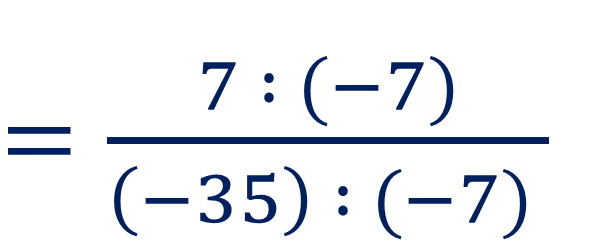 = 7 : (−7)
(−35) : (−7)